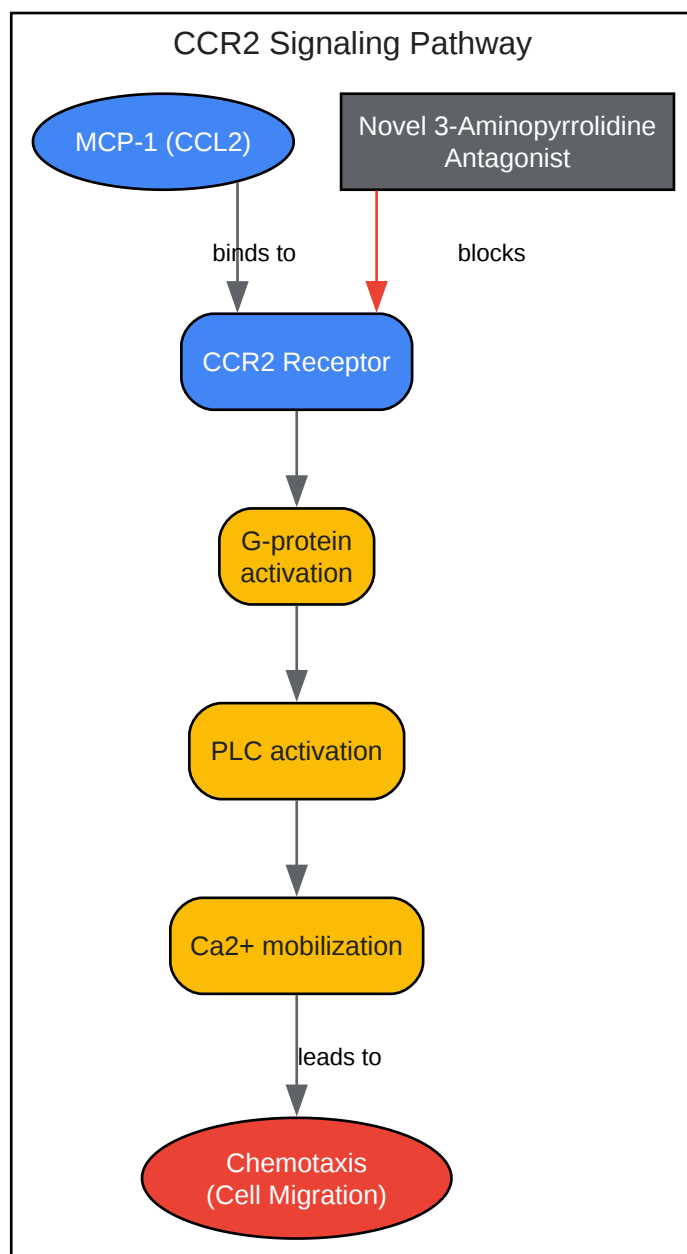 CCR2 Signaling Pathway
MCP-1 (CCL2)
Novel 3-Aminopyrrolidine
Antagonist
binds to
blocks
CCR2 Receptor
G-protein
activation
PLC activation
Ca2+ mobilization
leads to
Chemotaxis
(Cell Migration)